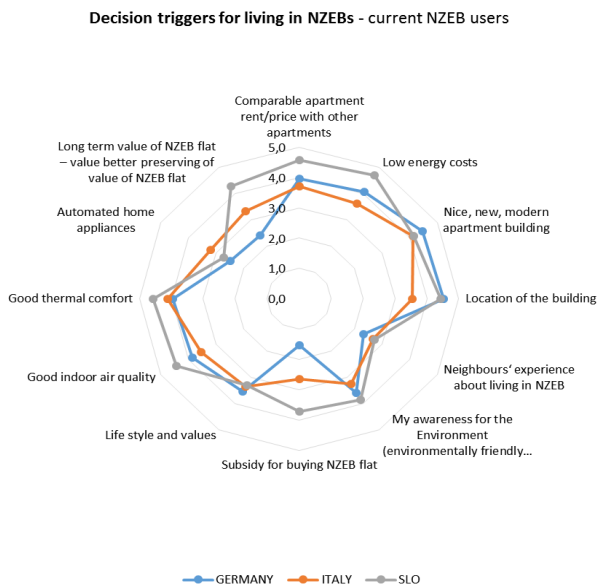 Decision triggers for living in NZEBs - current NZEB users
Comparable apartment
rent/price with other
apartments
Low energy costs
Nice, new, modern
apartment building
Location of the building
Neighbours‘ experience
about living in NZEB
My awareness for the
Environment
(environmentally friendly…
Subsidy for buying NZEB flat
Life style and values
Good indoor air quality
Good thermal comfort
Automated home
appliances
Long term value of NZEB flat
– value better preserving of
value of NZEB flat
5,0
4,0
3,0
2,0
1,0
0,0
GERMANY
ITALY
SLO